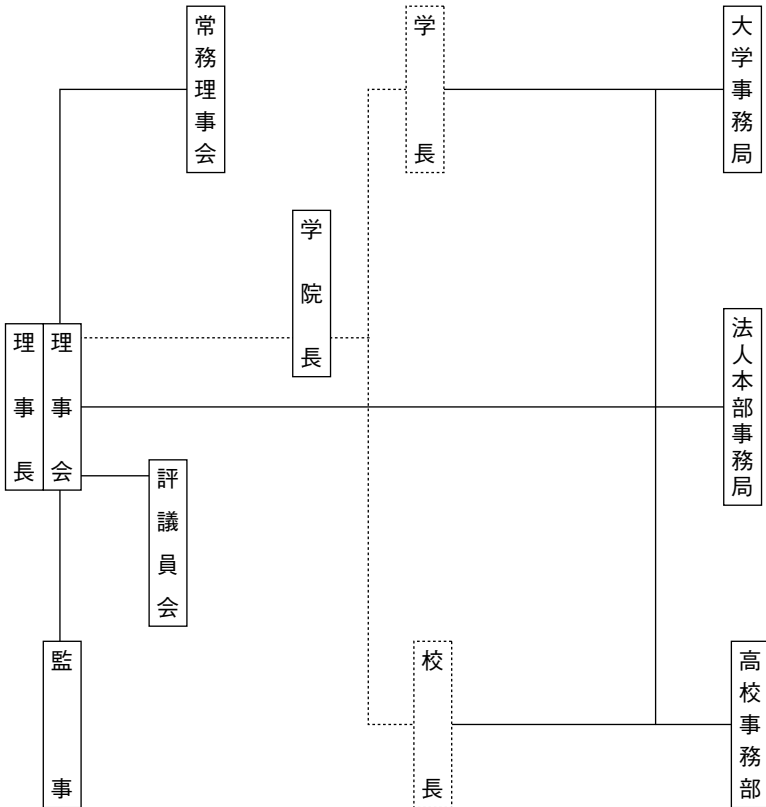 常務理事会
学長
大学事務局
学院長
法人本部事務局
理事長
理事会
評議員会
監事
校長
高校事務部